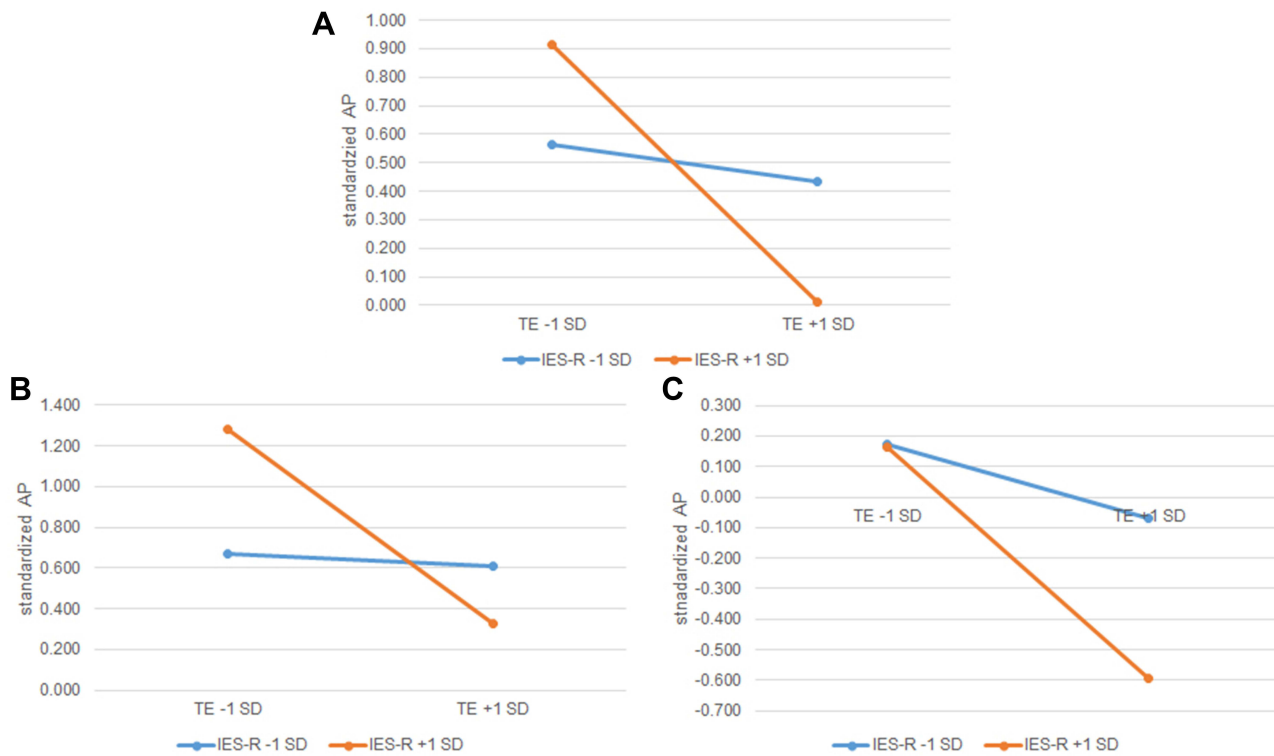 A
standardzied AP
1.000
0.900
0.800
0.700
0.600
0.500
0.400
0.300
0.200
0.100
0.000
TE -1 SD TE +1 SD
IES-R -1 SD IES-R +1 SD
B
standardized AP
1.400
1.200
1.000
0.800
0.600
0.400
0.200
0.000
TE -1 SD TE +1 SD
IES-R -1 SD IES-R +1 SD
C
stnadardized AP
0.300
0.200
0.100
0.000
-0.100
-0.200
-0.300
-0.400
-0.500
-0.600
-0.700
TE -1 SD TE +1 SD
IES-R -1 SD IES-R +1 SD